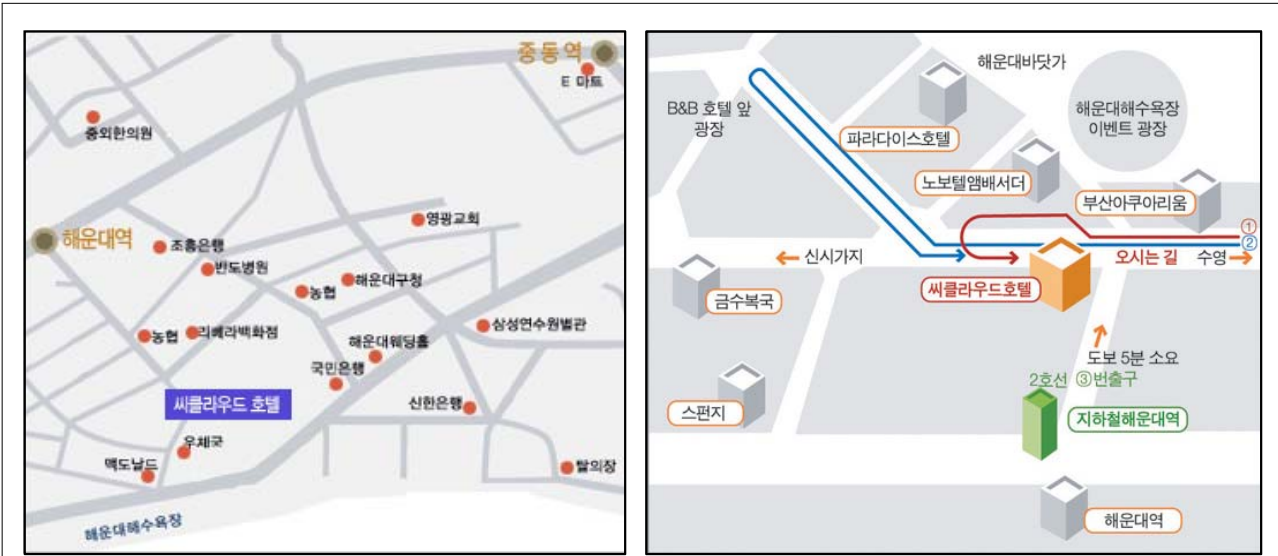 중동역
E 마트
중외한의원
영광교회
해운대역
조흥은행
반도병원
해운대구청
농협
삼성연수원별관
농협
리베라백화점
해운대웨딩홀
국민은행
씨클라우드 호텔
신한은행
우체국
맥도날드
탈의장
해운대해수욕장
해운대바닷가
B&B 호텔 앞
광장
해운대해수욕장
이벤트 광장
파라다이스호텔
노보텔앰배서더
부산아쿠아리움
①
②
신시가지
오시는 길
수영
씨클라우드호텔
금수복국
도보 5분 소요
2호선 ③번출구
스펀지
지하철해운대역
해운대역